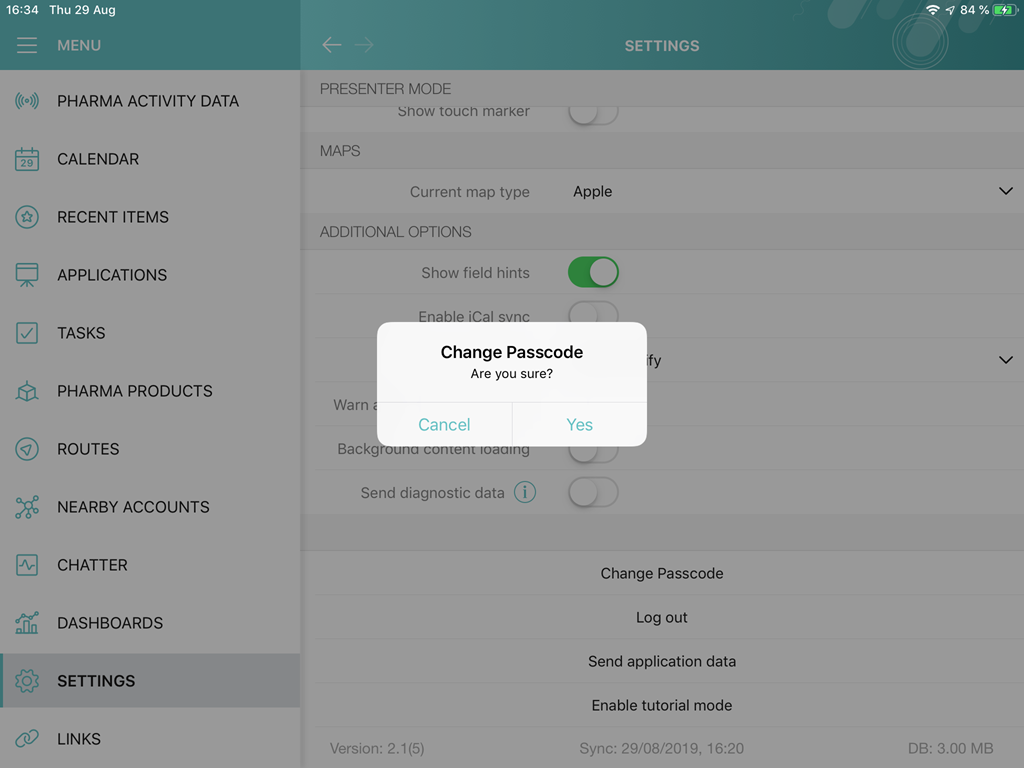 16:34 Thu 29 Aug
84 %
MENU
SETTINGS
PHARMA ACTIVITY DATA
29
CALENDAR
RECENT ITEMS
APPLICATIONS
TASKS
PHARMA PRODUCTS
ROUTES
NEARBY ACCOUNTS
CHATTER
DASHBOARDS
SETTINGS
LINKS
PRESENTER MODE
Show touch marker
MAPS
Current map type Apple
ADDITIONAL OPTIONS
Show field hints
Enable iCal sync
ify
Warn a
Background content loading
Send diagnostic data i
Change Passcode
Are you sure?
Cancel Yes
Change Passcode
Log out
Send application data
Enable tutorial mode
Version: 2.1(5) Sync: 29/08/2019, 16:20 DB: 3.00 MB